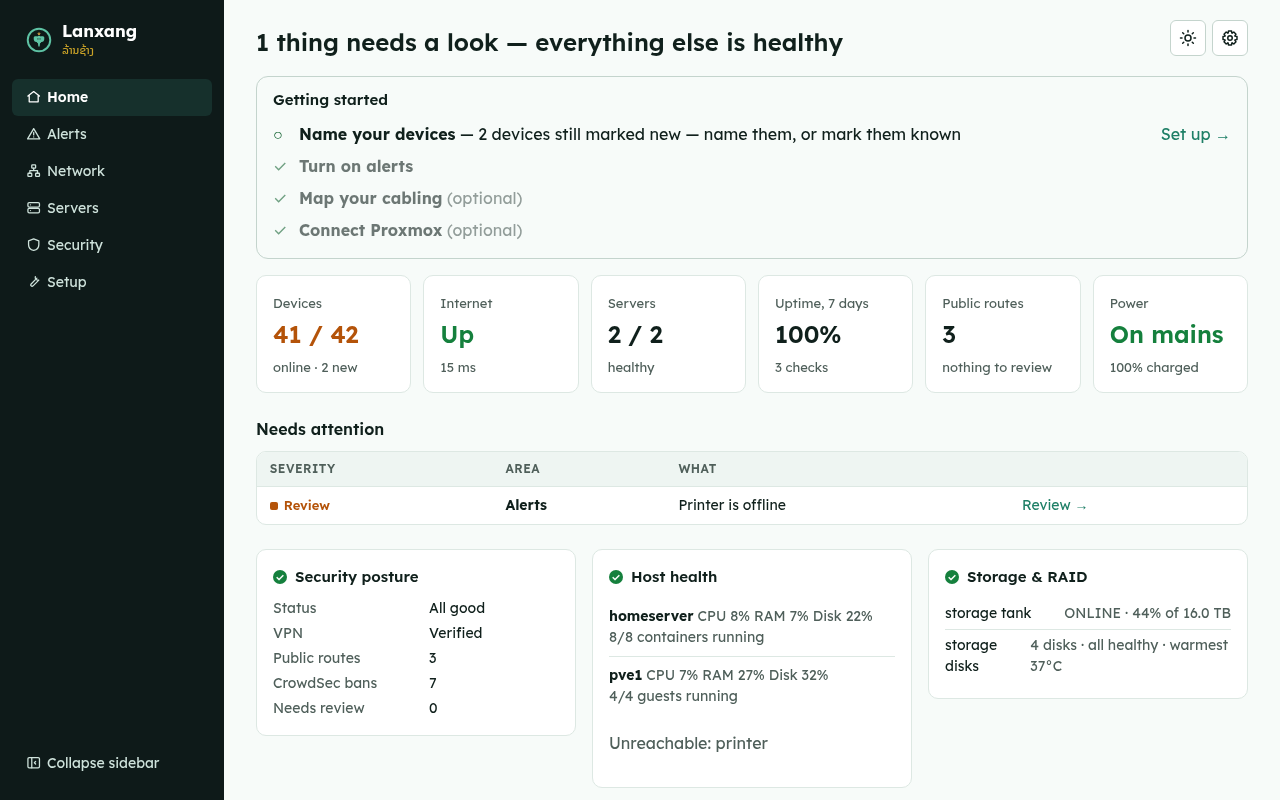 Lanxang
ລ້ານຊ້າງ
Home
Alerts
Network
Servers
Security
Setup
Collapse sidebar
1 thing needs a look — everything else is healthy
Getting started
Name your devices — 2 devices still marked new — name them, or mark them known
Set up →
Turn on alerts
Map your cabling (optional)
Connect Proxmox (optional)
Devices
41 / 42
online · 2 new
Internet
Up
15 ms
Servers
2 / 2
healthy
Uptime, 7 days
100%
3 checks
Public routes
3
nothing to review
Power
On mains
100% charged
Needs attention
SEVERITY AREA WHAT
Review Alerts Printer is offline Review →
Security posture
Status All good
VPN Verified
Public routes 3
CrowdSec bans 7
Needs review 0
Host health
homeserver CPU 8% RAM 7% Disk 22%
8/8 containers running
pve1 CPU 7% RAM 27% Disk 32%
4/4 guests running
Unreachable: printer
Storage & RAID
storage tank ONLINE · 44% of 16.0 TB
storage disks
4 disks · all healthy · warmest
37°C